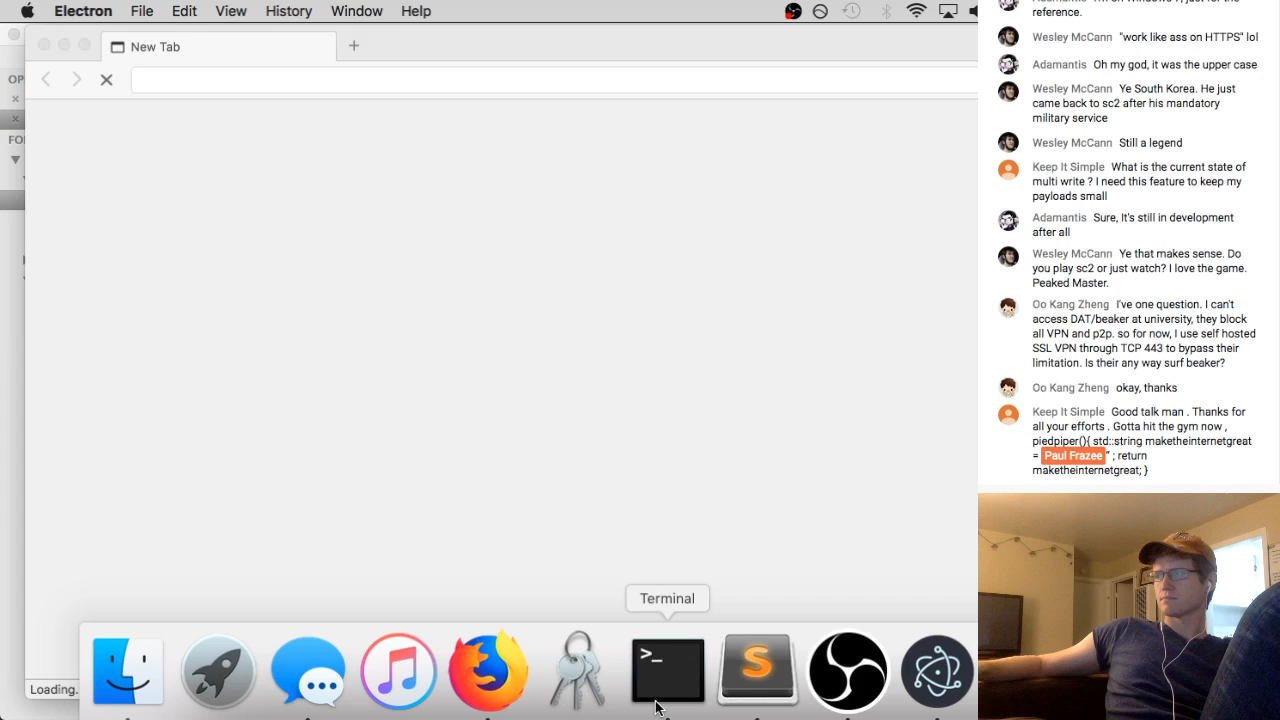 Electron File Edit View History Window Help
New Tab
OP
FO
Loading.
Terminal
>_
S
reference.
Wesley McCann "work like ass on HTTPS" lol
Adamantis Oh my god, it was the upper case
Wesley McCann Ye South Korea. He just
came back to sc2 after his mandatory
military service
Wesley McCann Still a legend
Keep It Simple What is the current state of
multi write ? I need this feature to keep my
payloads small
Adamantis Sure, It's still in development
after all
Wesley McCann Ye that makes sense. Do
you play sc2 or just watch? I love the game.
Peaked Master.
Oo Kang Zheng I've one question. I can't
access DAT/beaker at university, they block
all VPN and p2p. so for now, I use self hosted
SSL VPN through TCP 443 to bypass their
limitation. Is their any way surf beaker?
Oo Kang Zheng okay, thanks
Keep It Simple Good talk man . Thanks for
all your efforts . Gotta hit the gym now ,
piedpiper(){ std::string maketheinternetgreat
= Paul Frazee" ; return
maketheinternetgreat; }